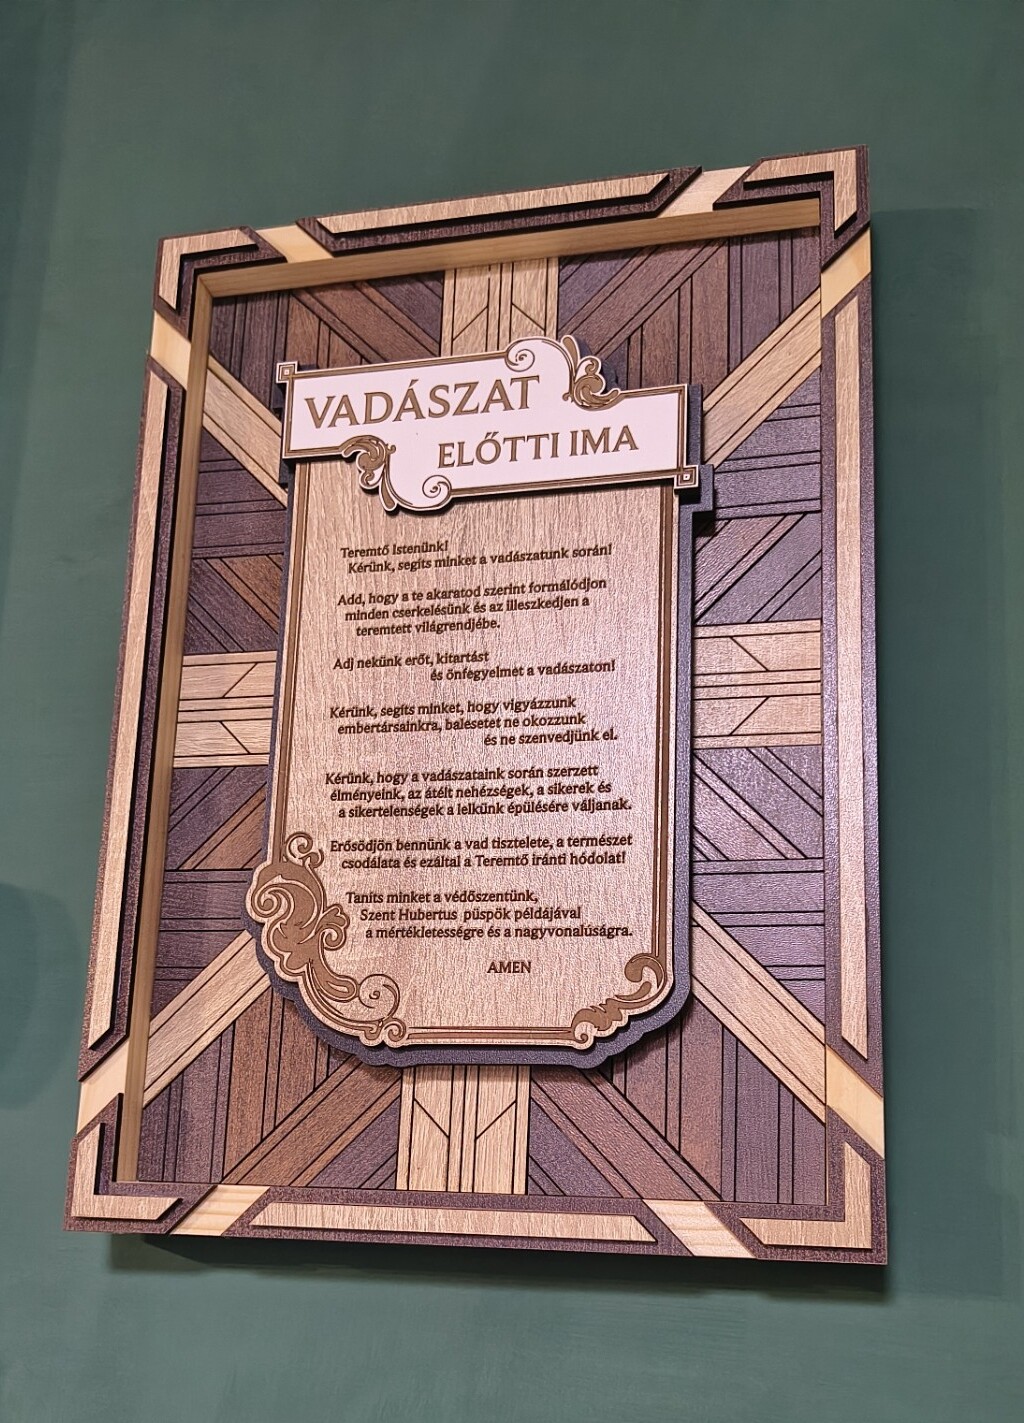 VADÁSZAT
ELŐTTI IMA
Teremtő Istenünk!
Kérünk, segíts minket a vadászatunk során!
Add, hogy a te akaratod szerint formálódjon
minden cserkelésünk és az illeszkedjen a
teremtett világrendjébe.
Adj nekünk erőt, kitartást
és önfegyelmet a vadászaton!
Kérünk, segíts minket, hogy vigyázzunk
embertársainkra, balesetet ne okozzunk
és ne szenvedjünk el.
Kérünk, hogy a vadászataink során szerzett
élményeink, az átélt nehézségek, a sikerek és
a sikertelenségek a lelkünk épülésére váljanak.
Erősödjön bennünk a vad tisztelete, a természet
csodálata és ezáltal a Teremtő iránti hódolat!
Taníts minket a védőszentünk,
Szent Hubertus püspök példájával
a mértékletességre és a nagyvonalúságra.
AMEN